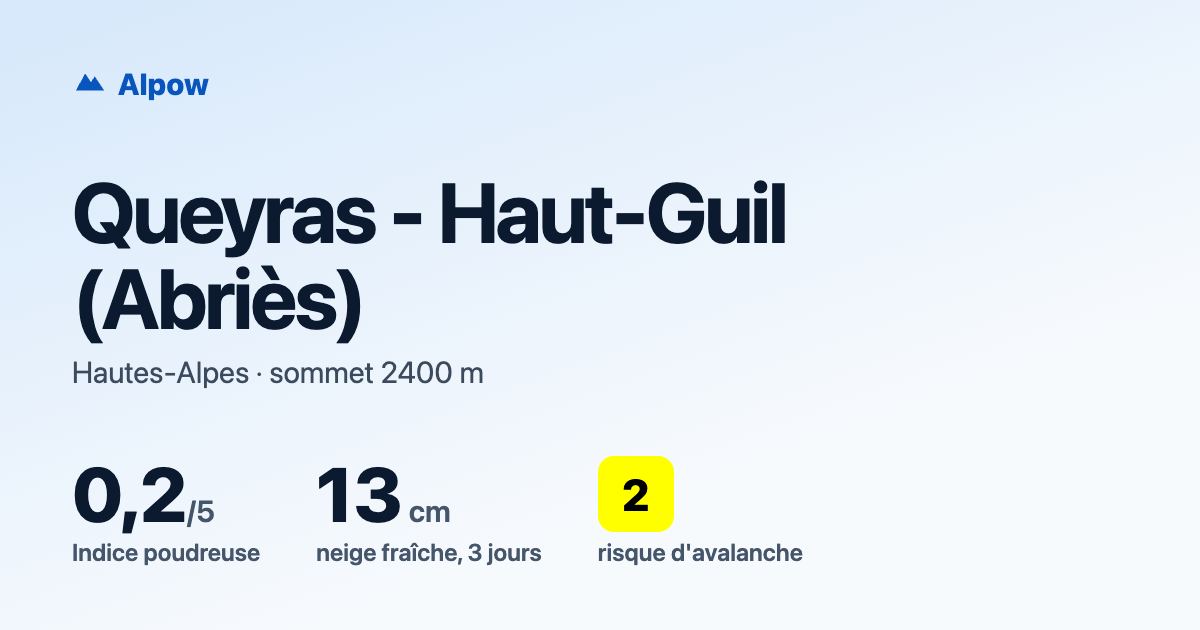 Alpow
Queyras - Haut-Guil
(Abriès)
Hautes-Alpes · sommet 2400 m
0,2/5 13 cm 2
Indice poudreuse neige fraîche, 3 jours risque d'avalanche